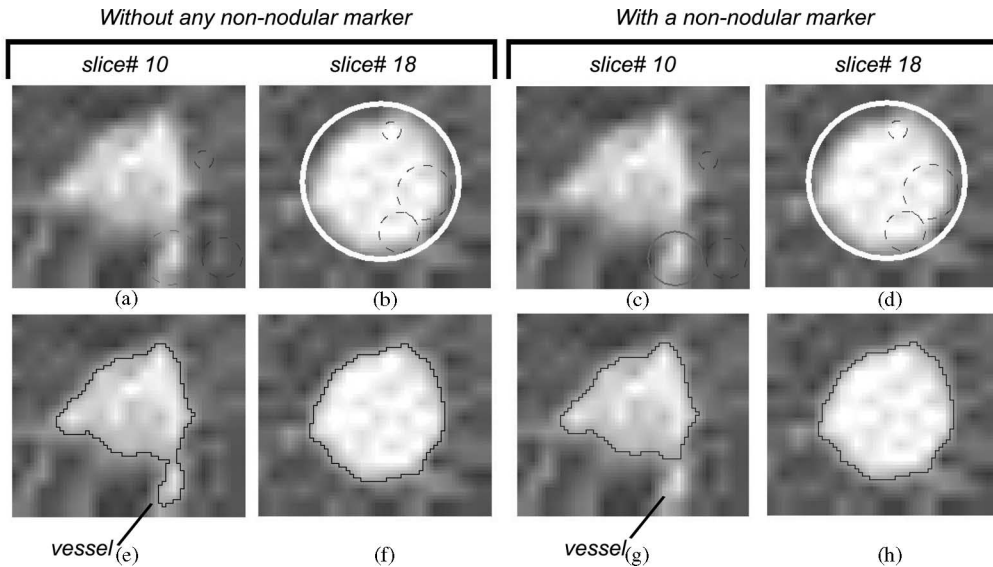 Without any non-nodular marker
With a non-nodular marker
slice# 10
slice# 18
slice# 10
slice# 18
(a)
(b)
(c)
(d)
vessel
(e)
(f)
vessel
(g)
(h)